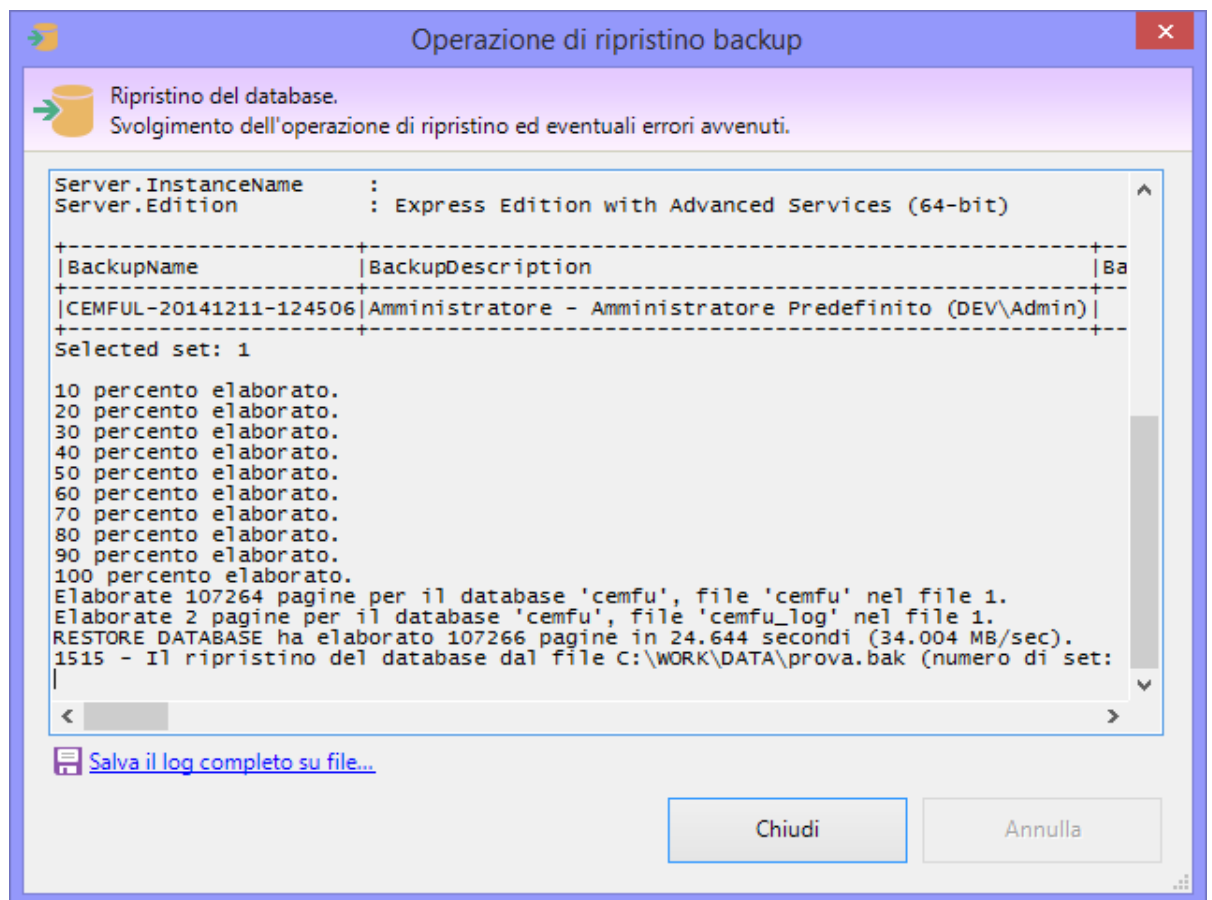 Operazione di ripristino backup
Ripristino del database.
Svolgimento dell'operazione di ripristino ed eventuali errori avvenuti.
Server.InstanceName     :
Server.Edition          : Express Edition with Advanced Services (64-bit)
+----------------------+-------------------------------------------------------+--
|BackupName            |BackupDescription                                      |Ba
+----------------------+-------------------------------------------------------+--
|CEMFUL-20141211-124506|Amministratore - Amministratore Predefinito (DEV\Admin)|
+----------------------+-------------------------------------------------------+--
Selected set: 1
10 percento elaborato.
20 percento elaborato.
30 percento elaborato.
40 percento elaborato.
50 percento elaborato.
60 percento elaborato.
70 percento elaborato.
80 percento elaborato.
90 percento elaborato.
100 percento elaborato.
Elaborate 107264 pagine per il database 'cemfu', file 'cemfu' nel file 1.
Elaborate 2 pagine per il database 'cemfu', file 'cemfu_log' nel file 1.
RESTORE DATABASE ha elaborato 107266 pagine in 24.644 secondi (34.004 MB/sec).
1515 - Il ripristino del database dal file C:\WORK\DATA\prova.bak (numero di set:
Salva il log completo su file...
Chiudi
Annulla